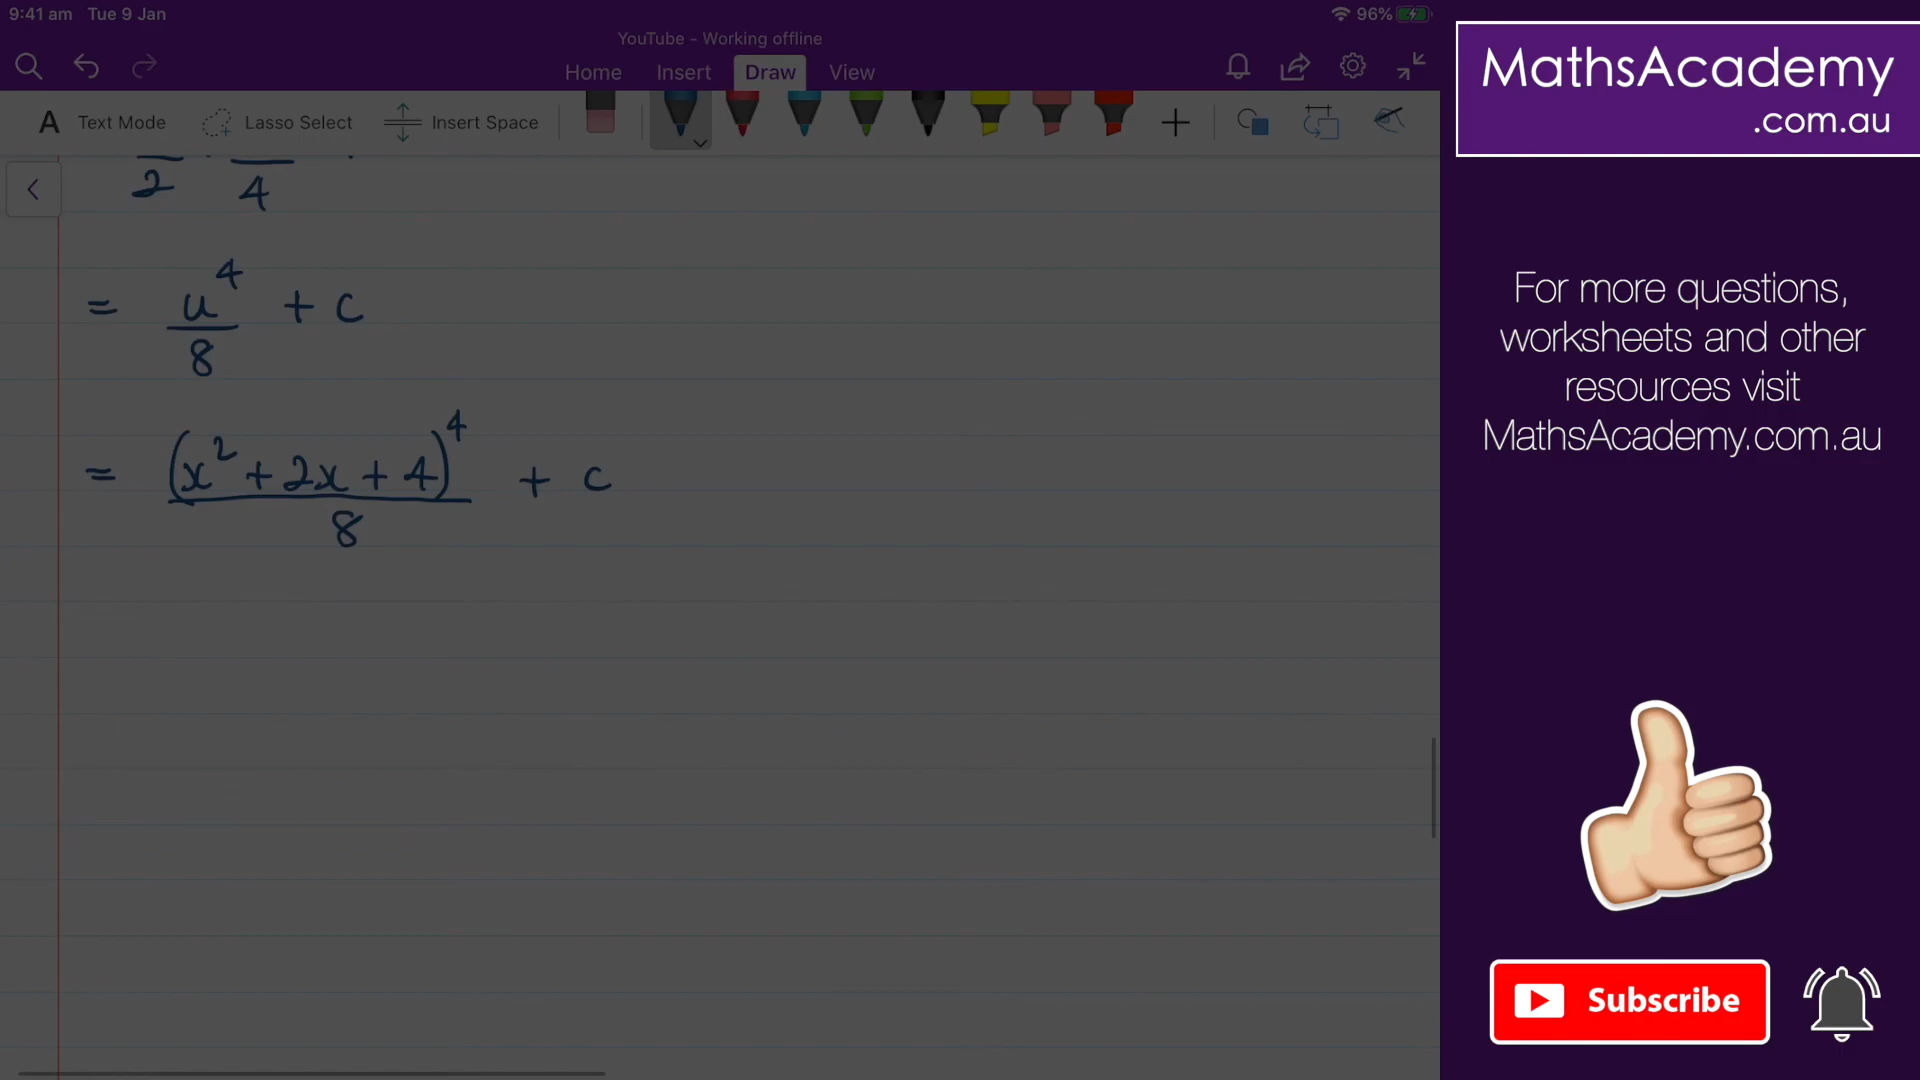 9:41 am Tue 9 Jan 96%
YouTube - Working offline
Home Insert Draw View
A Text Mode Lasso Select Insert Space
2 4
= u^4/8 + c
= (x^2 + 2x + 4)^4/8 + c
MathsAcademy
.com.au
For more questions,
worksheets and other
resources visit
MathsAcademy.com.au
Subscribe